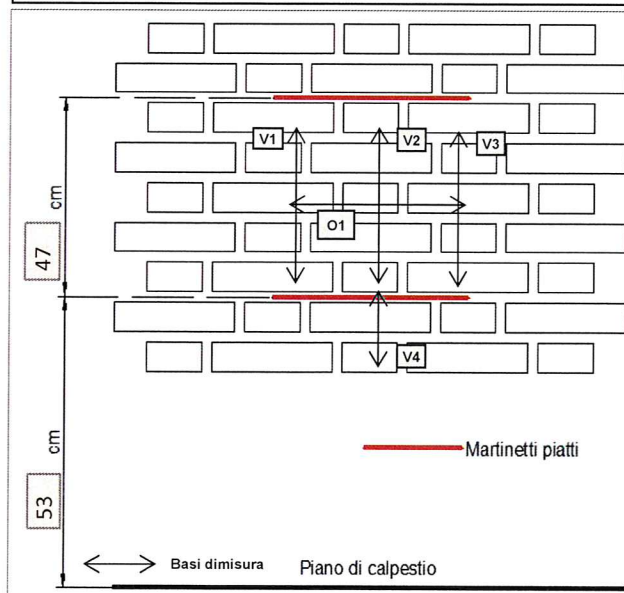 V1
V2
V3
O1
cm
47
V4
cm
53
Martinetti piatti
Basi dimisura
Piano di calpestio